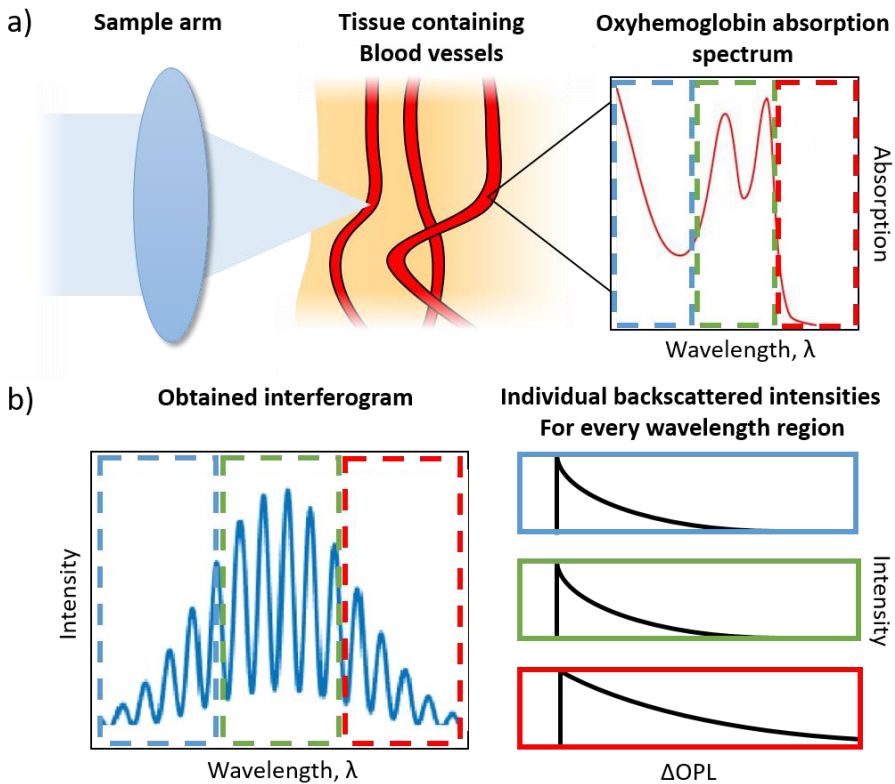 a)
Sample arm
Tissue containing
Blood vessels
Oxyhemoglobin absorption
spectrum
Absorption
Wavelength, λ
b)
Obtained interferogram
Individual backscattered intensities
For every wavelength region
Intensity
Intensity
Wavelength, λ
ΔOPL